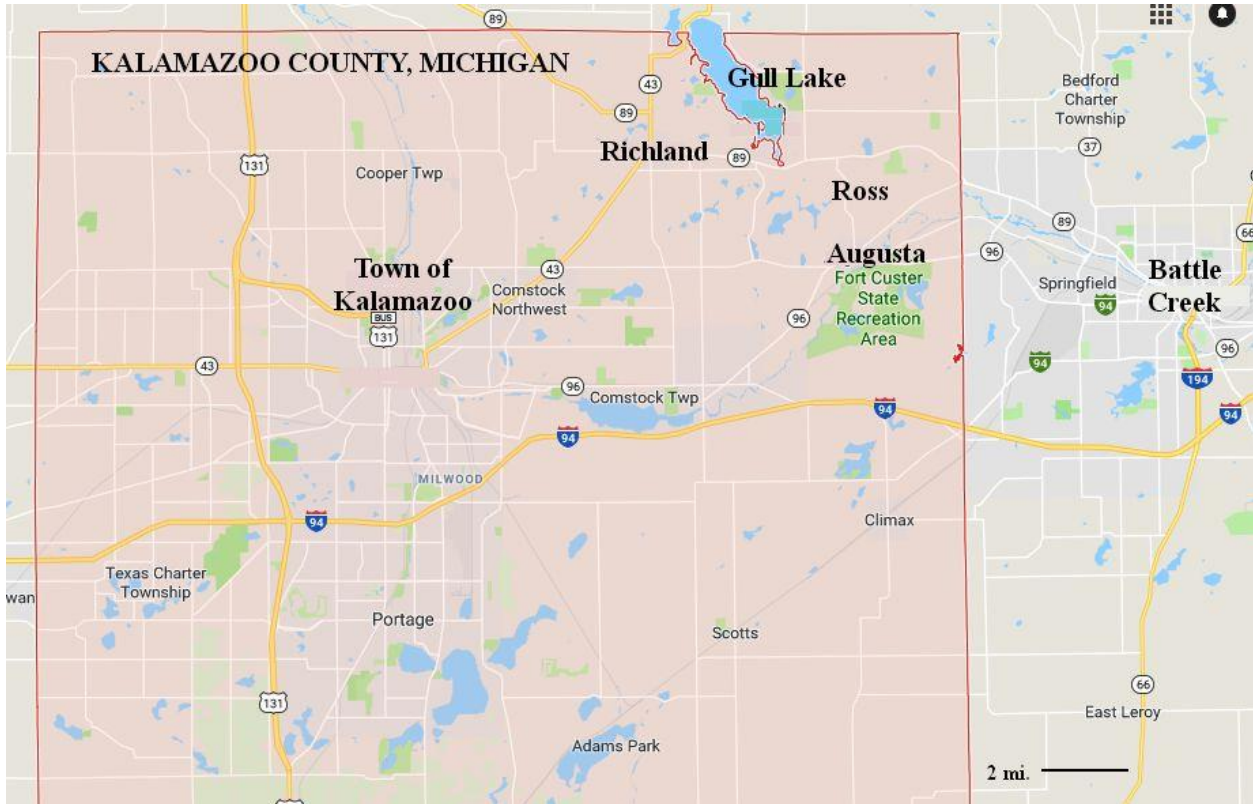 89
KALAMAZOO COUNTY, MICHIGAN
43
Gull Lake
Bedford
Charter
Township
89
131
Richland
89
37
Cooper Twp
Ross
89
66
96
Augusta
Fort Custer
State
Recreation
Area
Town of
Kalamazoo
43
Comstock
Northwest
BUS
131
Springfield
94
Battle
Creek
96
96
43
94
194
96
Comstock Twp
94
94
94
MILWOOD
94
Climax
Texas Charter
Township
wan
Portage
Scotts
131
66
East Leroy
Adams Park
2 mi.